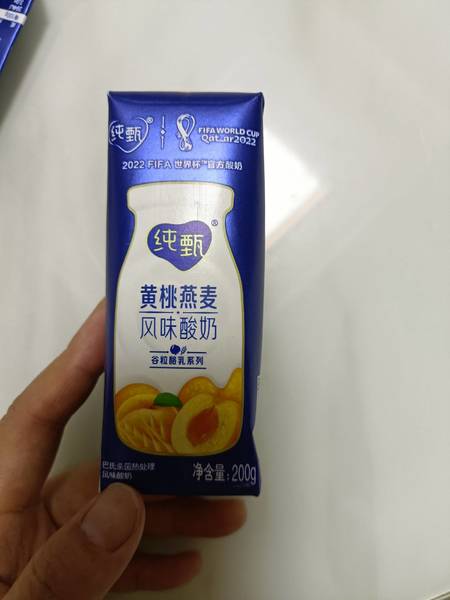 纯甄®
FIFA WORLD CUP
Qatar2022
2022 FIFA 世界杯™官方酸奶
纯甄®
黄桃燕麦
风味酸奶
谷粒酪乳系列
巴氏杀菌热处理
风味酸奶
净含量:200g